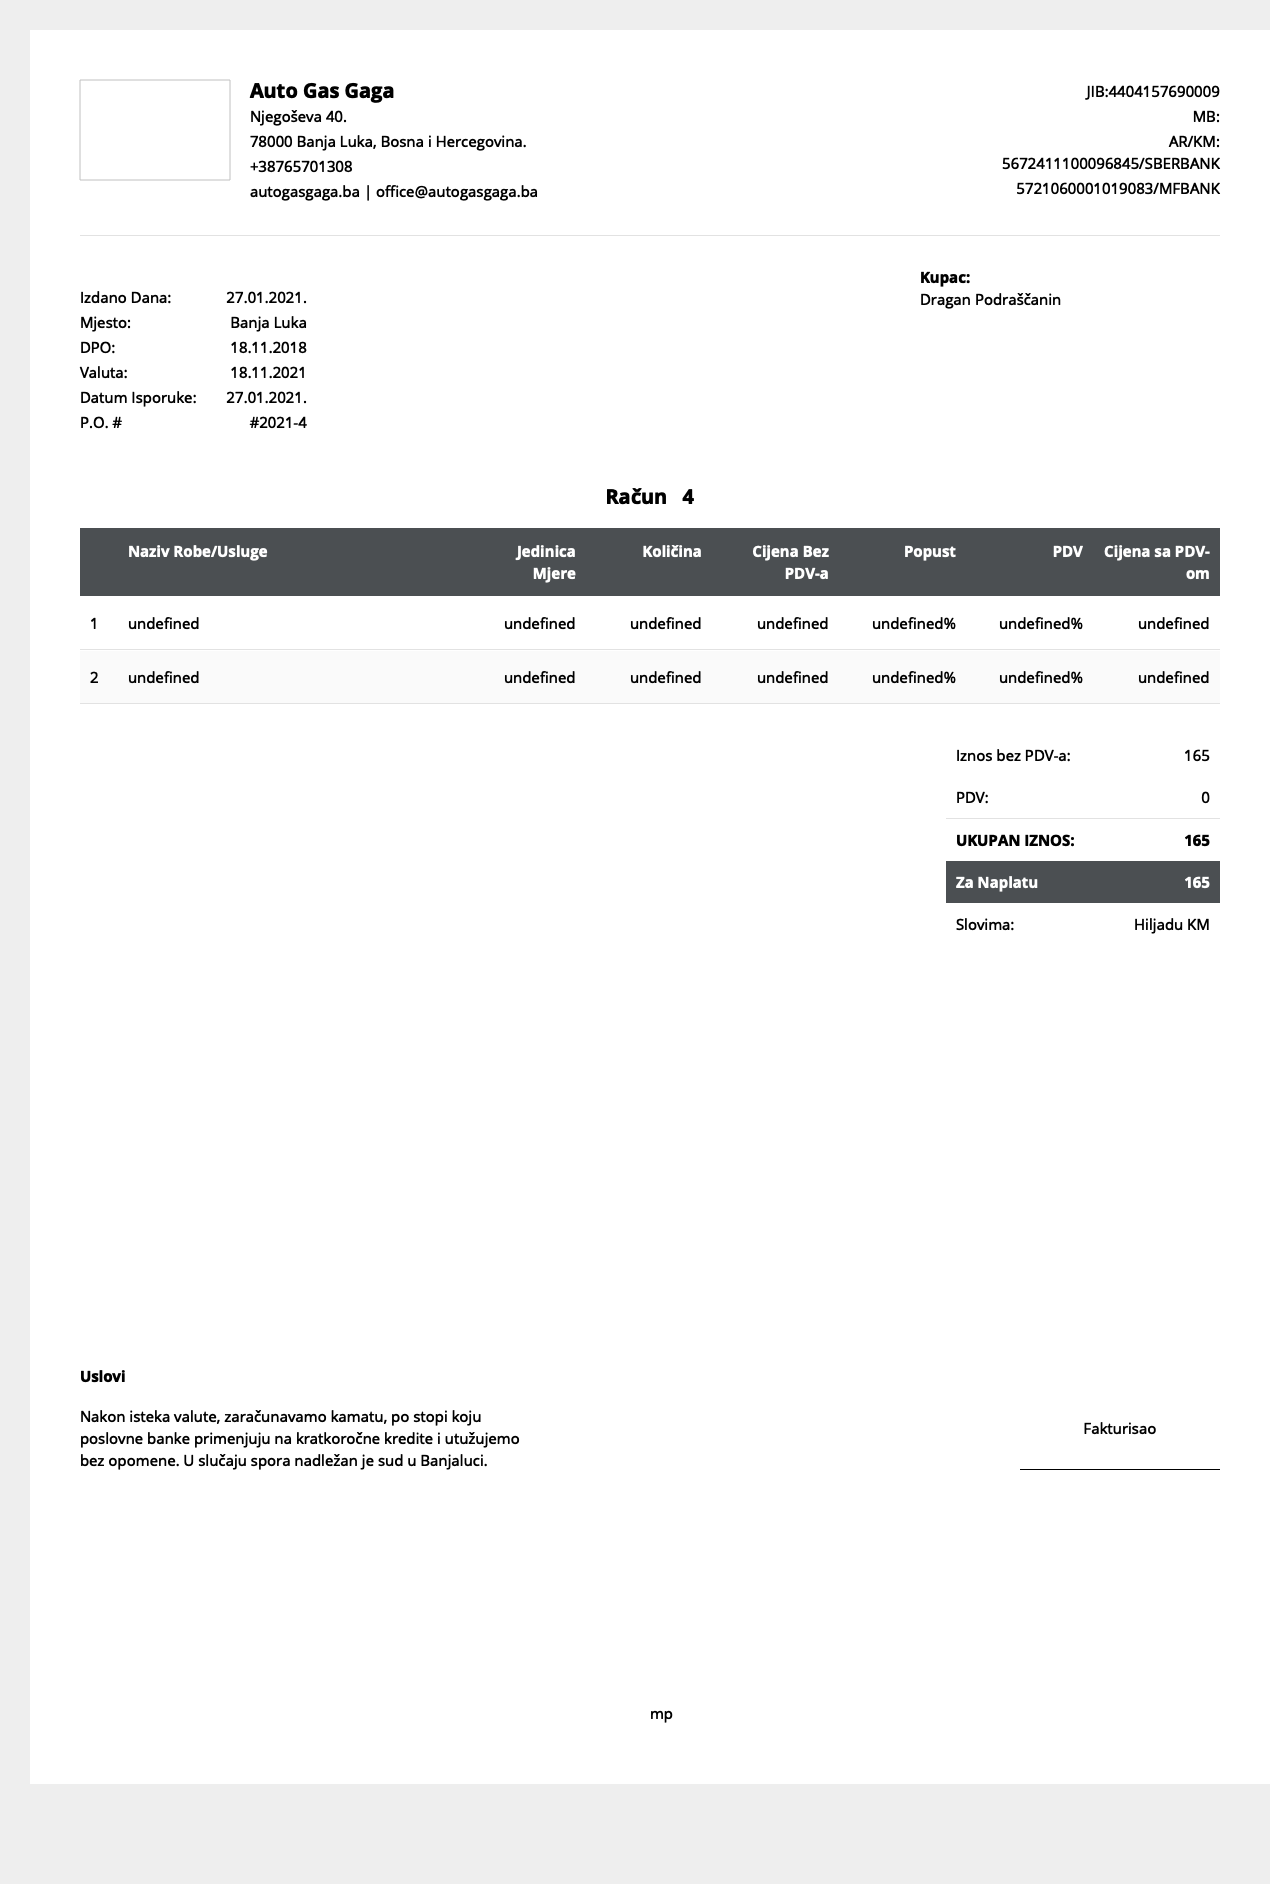 Auto Gas Gaga
Njegoševa 40.
78000 Banja Luka, Bosna i Hercegovina.
+38765701308
autogasgaga.ba | office@autogasgaga.ba
JIB:4404157690009
MB:
AR/KM:
5672411100096845/SBERBANK
5721060001019083/MFBANK
Izdano Dana: 27.01.2021.
Mjesto: Banja Luka
DPO: 18.11.2018
Valuta: 18.11.2021
Datum Isporuke: 27.01.2021.
P.O. # #2021-4
Kupac:
Dragan Podraščanin
Račun 4
Naziv Robe/Usluge Jedinica Mjere Količina Cijena Bez PDV-a Popust PDV Cijena sa PDV-om
1 undefined undefined undefined undefined undefined% undefined% undefined
2 undefined undefined undefined undefined undefined% undefined% undefined
Iznos bez PDV-a: 165
PDV: 0
UKUPAN IZNOS: 165
Za Naplatu 165
Slovima: Hiljadu KM
Uslovi
Nakon isteka valute, zaračunavamo kamatu, po stopi koju
poslovne banke primenjuju na kratkoročne kredite i utužujemo
bez opomene. U slučaju spora nadležan je sud u Banjaluci.
Fakturisao
mp